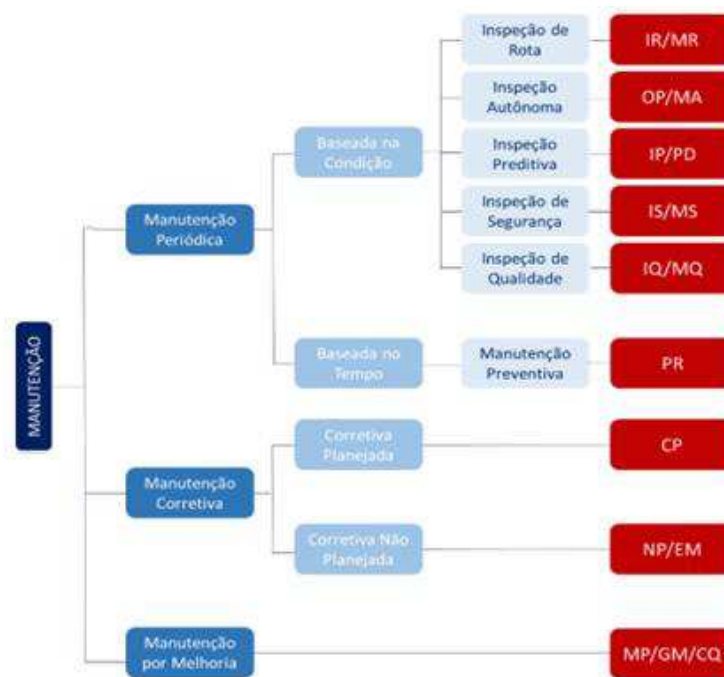 MANUTENÇÃO
Manutenção
Periódica
Baseada na
Condição
Inspeção de
Rota
IR/MR
Inspeção
Autônoma
OP/MA
Inspeção
Preditiva
IP/PD
Inspeção de
Segurança
IS/MS
Inspeção de
Qualidade
IQ/MQ
Baseada no
Tempo
Manutenção
Preventiva
PR
Manutenção
Corretiva
Corretiva
Planejada
CP
Corretiva Não
Planejada
NP/EM
Manutenção
por Melhoria
MP/GM/CQ